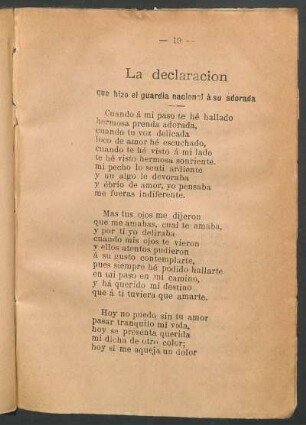 — 19 —
La declaracion
que hizo el guardia nacional á su adorada
Cuando á mi paso te hé hallado
hermosa prenda adorada,
cuando tu voz delicada
loco de amor hé escuchado,
cuando te hé visto á mi lado
te hé visto hermosa sonriente.
mi pecho lo sentí ardiente
y un algo le devoraba
y ébrio de amor, yo pensaba
me fueras indiferente.
Mas tus ojos me dijeron
que me amabas, cual te amaba,
y por tí yo deliraba
cuando mis ojos te vieron
y ellos atentos pudieron
á su gusto contemplarte,
pues siempre hé podido hallarte
en tal paso en mi camino,
y há querido mi destino
que á tí tuviera que amarte.
Hoy no puedo sin tu amor
pasar tranquilo mi vida,
hoy se presenta querida
mi dicha de otro color;
hoy si me aqueja un dolor